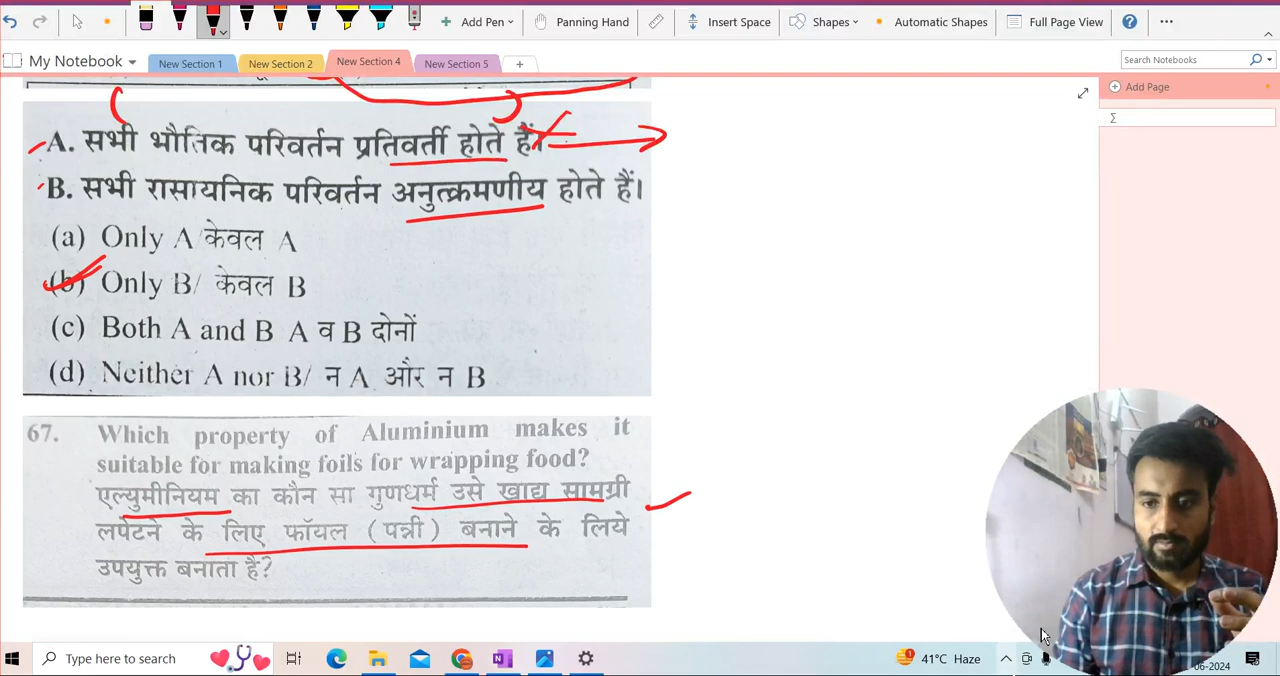 Add Pen
Panning Hand
Insert Space
Shapes
Automatic Shapes
Full Page View
My Notebook
New Section 1
New Section 2
New Section 4
New Section 5
Search Notebooks
Add Page
A. सभी भौतिक परिवर्तन प्रतिवर्ती होते हैं।
B. सभी रासायनिक परिवर्तन अनुत्क्रमणीय होते हैं।
(a) Only A/केवल A
(b) Only B/ केवल B
(c) Both A and B A व B दोनों
(d) Neither A nor B/ न A और न B
67. Which property of Aluminium makes it
suitable for making foils for wrapping food?
एल्युमीनियम का कौन सा गुणधर्म उसे खाद्य सामग्री
लपेटने के लिए फॉयल (पन्नी) बनाने के लिये
उपयुक्त बनाता है?
Type here to search
41°C Haze
06-2024